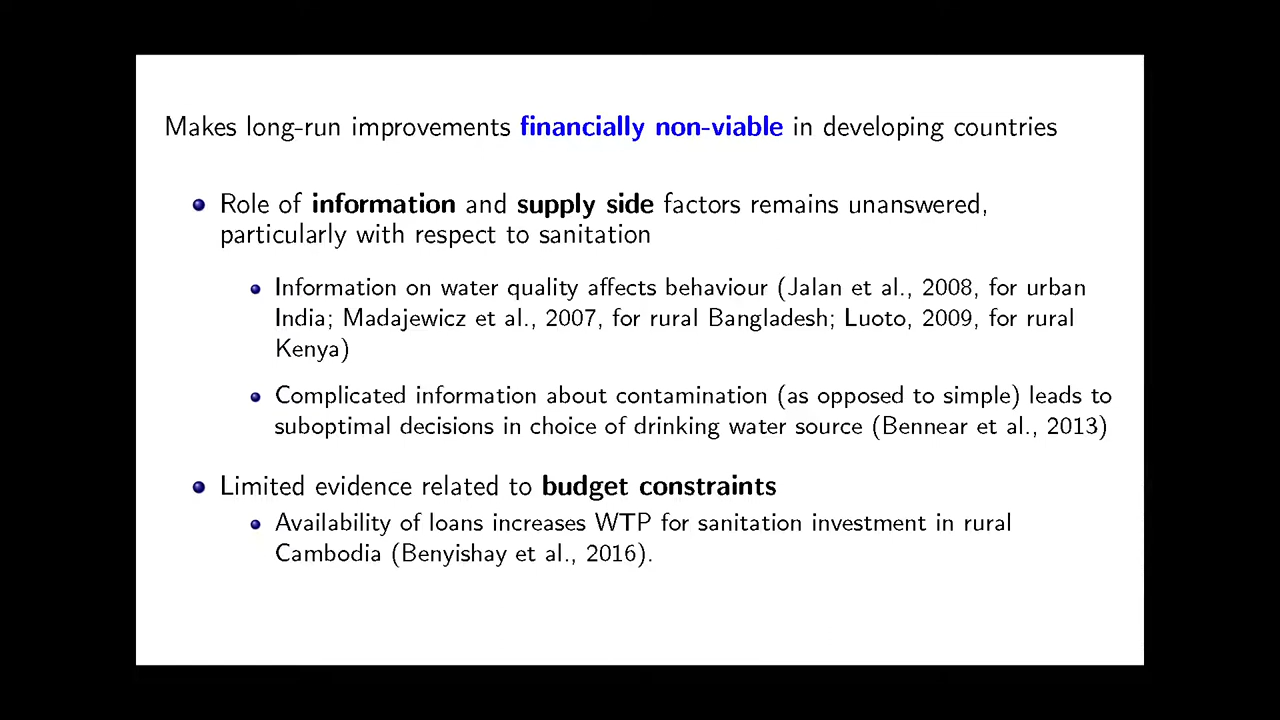 Makes long-run improvements financially non-viable in developing countries
Role of information and supply side factors remains unanswered,
particularly with respect to sanitation
Information on water quality affects behaviour (Jalan et al., 2008, for urban
India; Madajewicz et al., 2007, for rural Bangladesh; Luoto, 2009, for rural
Kenya)
Complicated information about contamination (as opposed to simple) leads to
suboptimal decisions in choice of drinking water source (Bennear et al., 2013)
Limited evidence related to budget constraints
Availability of loans increases WTP for sanitation investment in rural
Cambodia (Benyishay et al., 2016).